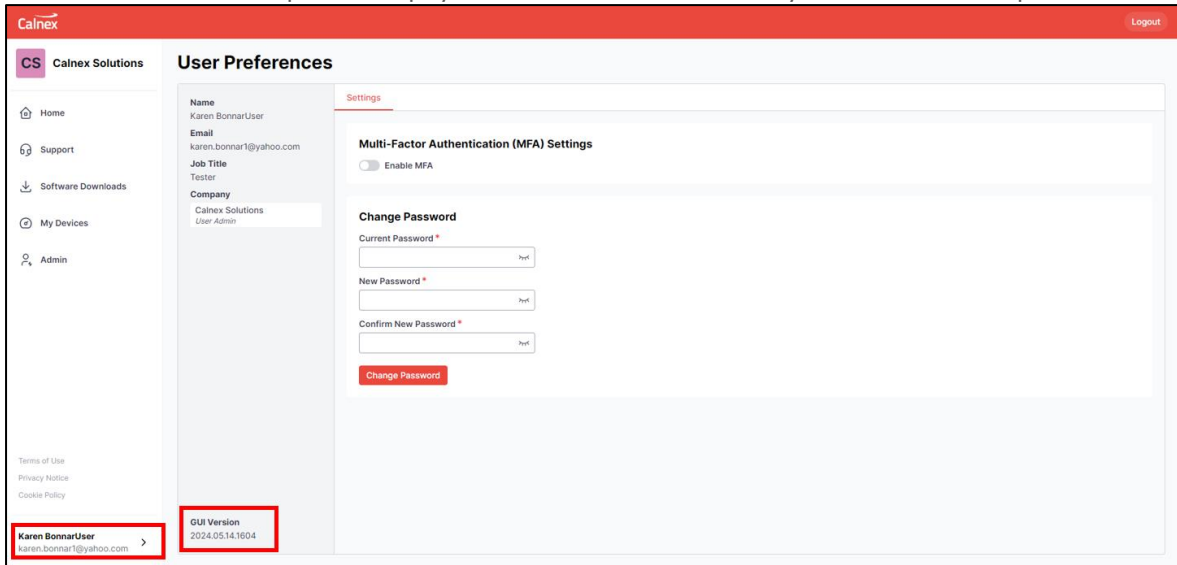 Calnex
Logout
CS Calnex Solutions
Home
Support
Software Downloads
My Devices
Admin
Terms of Use
Privacy Notice
Cookie Policy
Karen BonnarUser
karen.bonnar1@yahoo.com
User Preferences
Name
Karen BonnarUser
Email
karen.bonnar1@yahoo.com
Job Title
Tester
Company
Calnex Solutions
User Admin
GUI Version
2024.05.14.1604
Settings
Multi-Factor Authentication (MFA) Settings
Enable MFA
Change Password
Current Password *
New Password *
Confirm New Password *
Change Password